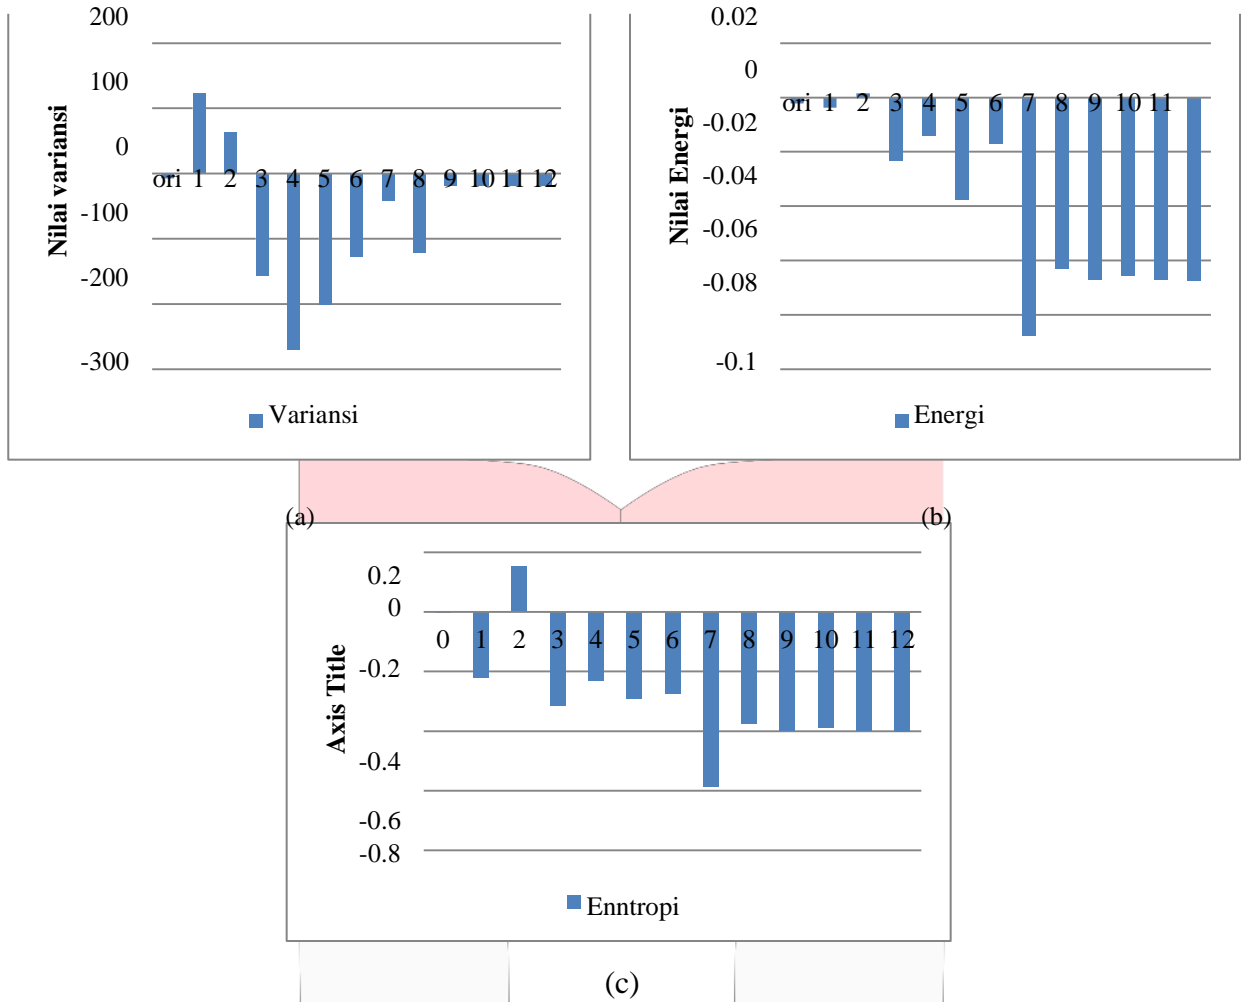 200
100
0
-100
-200
-300
Nilai variansi
ori 1 2 3 4 5 6 7 8 9 10 11 12
Variansi
(a)
0.02
0
-0.02
-0.04
-0.06
-0.08
-0.1
Nilai Energi
ori 1 2 3 4 5 6 7 8 9 10 11
Energi
(b)
0.2
0
-0.2
-0.4
-0.6
-0.8
Axis Title
0 1 2 3 4 5 6 7 8 9 10 11 12
Enntropi
(c)